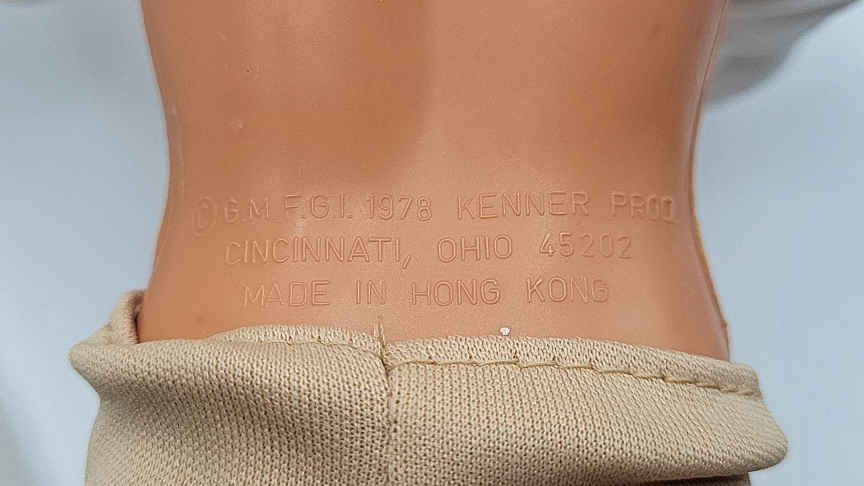 © G.M.F.G.I. 1978 KENNER PROD.
CINCINNATI, OHIO 45202
MADE IN HONG KONG